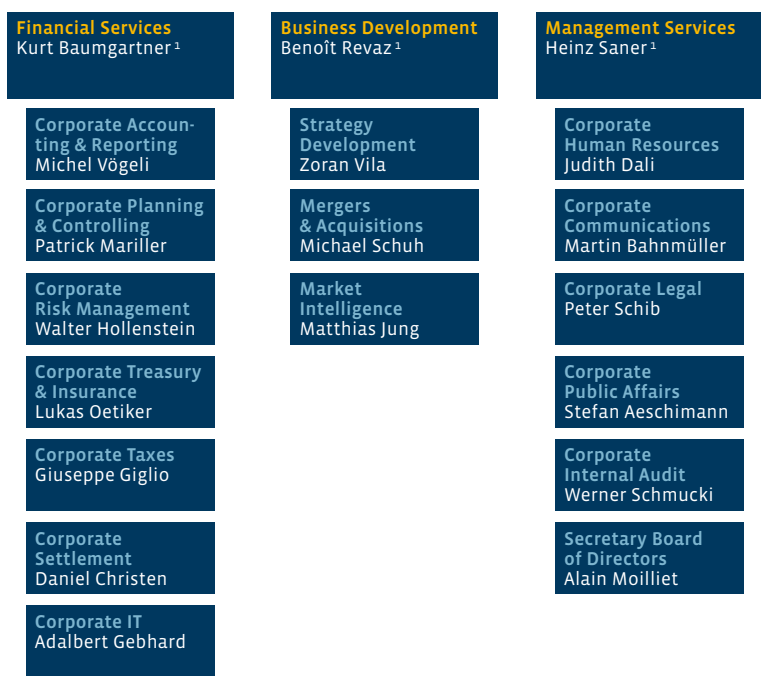 Financial Services
Kurt Baumgartner ¹
Corporate Accoun-
ting & Reporting
Michel Vögeli
Corporate Planning
& Controlling
Patrick Mariller
Corporate
Risk Management
Walter Hollenstein
Corporate Treasury
& Insurance
Lukas Oetiker
Corporate Taxes
Giuseppe Giglio
Corporate
Settlement
Daniel Christen
Corporate IT
Adalbert Gebhard
Business Development
Benoît Revaz ¹
Strategy
Development
Zoran Vila
Mergers
& Acquisitions
Michael Schuh
Market
Intelligence
Matthias Jung
Management Services
Heinz Saner ¹
Corporate
Human Resources
Judith Dali
Corporate
Communications
Martin Bahnmüller
Corporate Legal
Peter Schib
Corporate
Public Affairs
Stefan Aeschimann
Corporate
Internal Audit
Werner Schmucki
Secretary Board
of Directors
Alain Moilliet